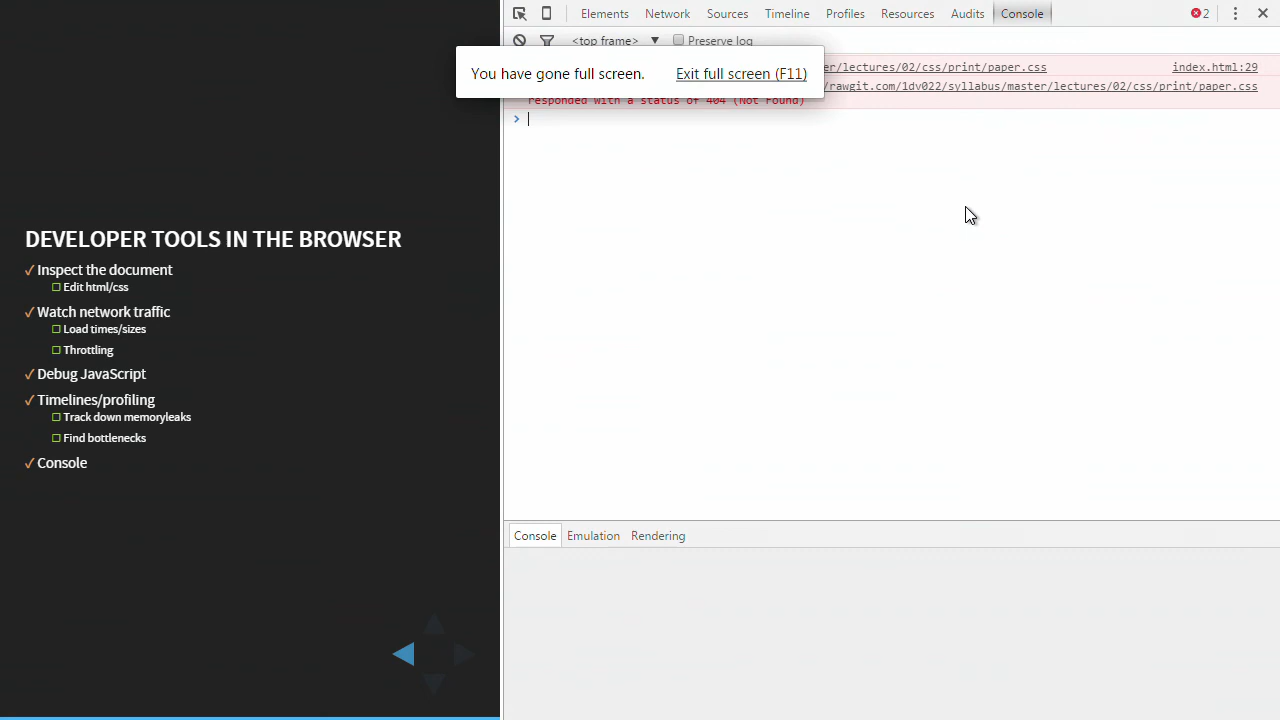 Elements Network Sources Timeline Profiles Resources Audits Console 2
<top frame> Preserve log
You have gone full screen. Exit full screen (F11)
er/lectures/02/css/print/paper.css index.html:29
/rawgit.com/1dv022/syllabus/master/lectures/02/css/print/paper.css
responded with a status of 404 (Not Found)
DEVELOPER TOOLS IN THE BROWSER
✓ Inspect the document
Edit html/css
✓ Watch network traffic
Load times/sizes
Throttling
✓ Debug JavaScript
✓ Timelines/profiling
Track down memoryleaks
Find bottlenecks
✓ Console
Console Emulation Rendering